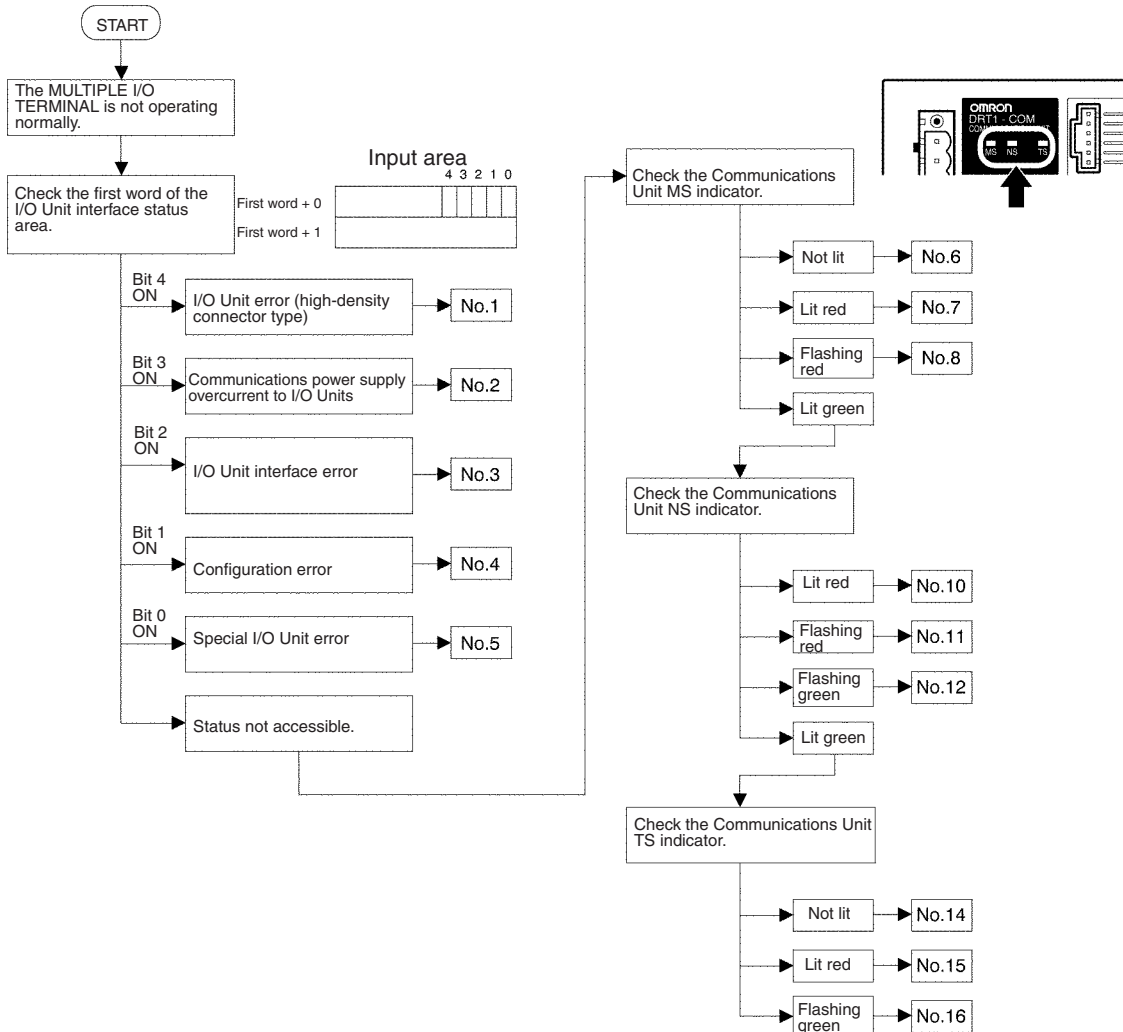 START
The MULTIPLE I/O
TERMINAL is not operating
normally.
Check the first word of the
I/O Unit interface status
area.
Input area
4 3 2 1 0
First word + 0
First word + 1
Bit 4
ON
I/O Unit error (high-density
connector type)
No.1
Bit 3
ON
Communications power supply
overcurrent to I/O Units
No.2
Bit 2
ON
I/O Unit interface error
No.3
Bit 1
ON
Configuration error
No.4
Bit 0
ON
Special I/O Unit error
No.5
Status not accessible.
OMRON
DRT1 - COM
MS NS TS
Check the Communications
Unit MS indicator.
Not lit
No.6
Lit red
No.7
Flashing
red
No.8
Lit green
Check the Communications
Unit NS indicator.
Lit red
No.10
Flashing
red
No.11
Flashing
green
No.12
Lit green
Check the Communications Unit
TS indicator.
Not lit
No.14
Lit red
No.15
Flashing
green
No.16